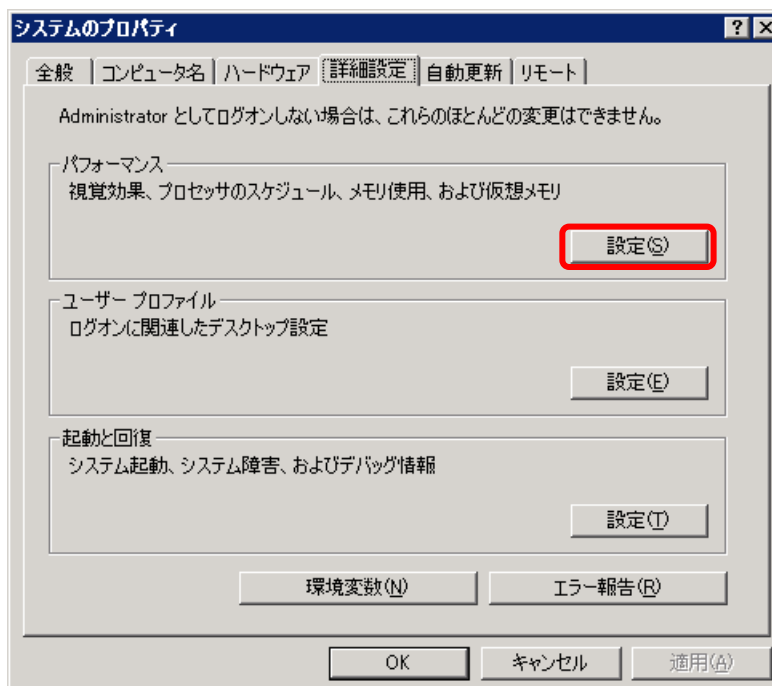 システムのプロパティ
全般 コンピュータ名 ハードウェア 詳細設定 自動更新 リモート
Administrator としてログオンしない場合は、これらのほとんどの変更はできません。
パフォーマンス
視覚効果、プロセッサのスケジュール、メモリ使用、および仮想メモリ
設定(S)
ユーザー プロファイル
ログオンに関連したデスクトップ設定
設定(E)
起動と回復
システム起動、システム障害、およびデバッグ情報
設定(T)
環境変数(N) エラー報告(R)
OK キャンセル 適用(A)